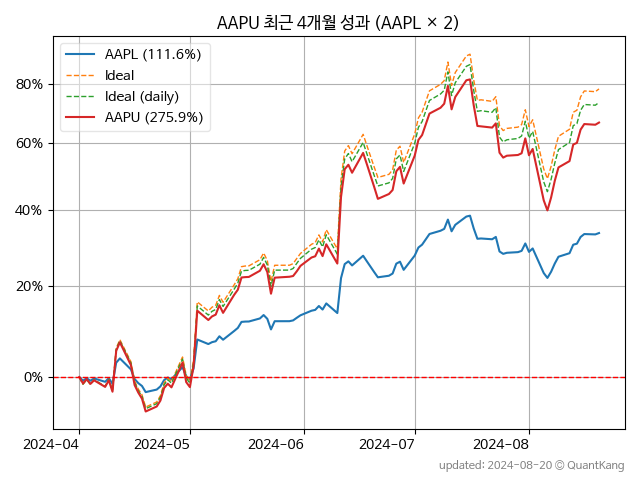 AAPU 최근 4개월 성과 (AAPL × 2)
AAPL (111.6%)
Ideal
Ideal (daily)
AAPU (275.9%)
80%
60%
40%
20%
0%
2024-04 2024-05 2024-06 2024-07 2024-08
updated: 2024-08-20 © QuantKang